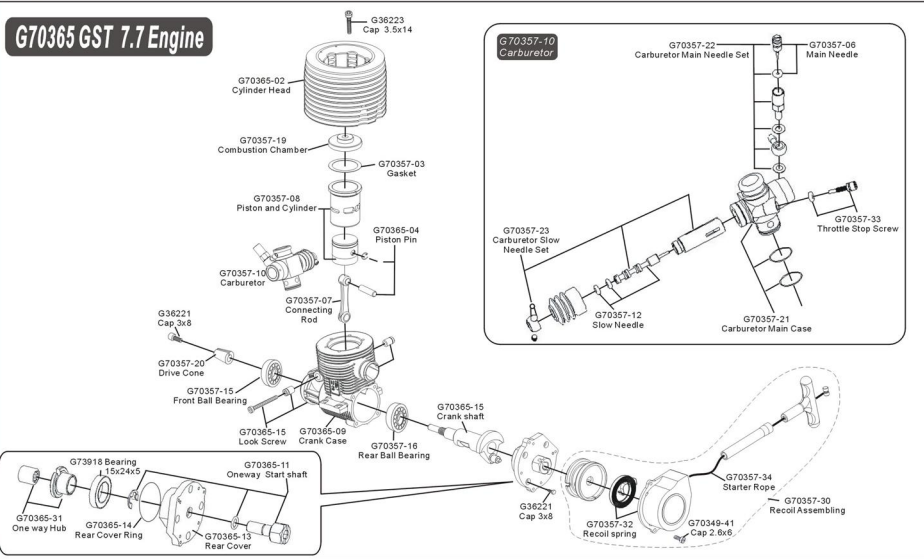 G70365 GST 7.7 Engine
G36223
Cap 3.5x14
G70365-02
Cylinder Head
G70357-19
Combustion Chamber
G70357-03
Gasket
G70357-08
Piston and Cylinder
G70365-04
Piston Pin
G70357-10
Carburetor
G70357-07
Connecting
Rod
G36221
Cap 3x8
G70357-20
Drive Cone
G70357-15
Front Ball Bearing
G70365-15
Look Screw
G70365-09
Crank Case
G70357-16
Rear Ball Bearing
G70365-15
Crank shaft
G70357-10
Carburetor
G70357-22
Carburetor Main Needle Set
G70357-06
Main Needle
G70357-33
Throttle Stop Screw
G70357-23
Carburetor Slow
Needle Set
G70357-12
Slow Needle
G70357-21
Carburetor Main Case
G73918 Bearing
15x24x5
G70365-11
Oneway Start shaft
G70365-31
One way Hub
G70365-14
Rear Cover Ring
G70365-13
Rear Cover
G36221
Cap 3x8
G70357-32
Recoil spring
G70357-34
Starter Rope
G70357-30
Recoil Assembling
G70349-41
Cap 2.6x6